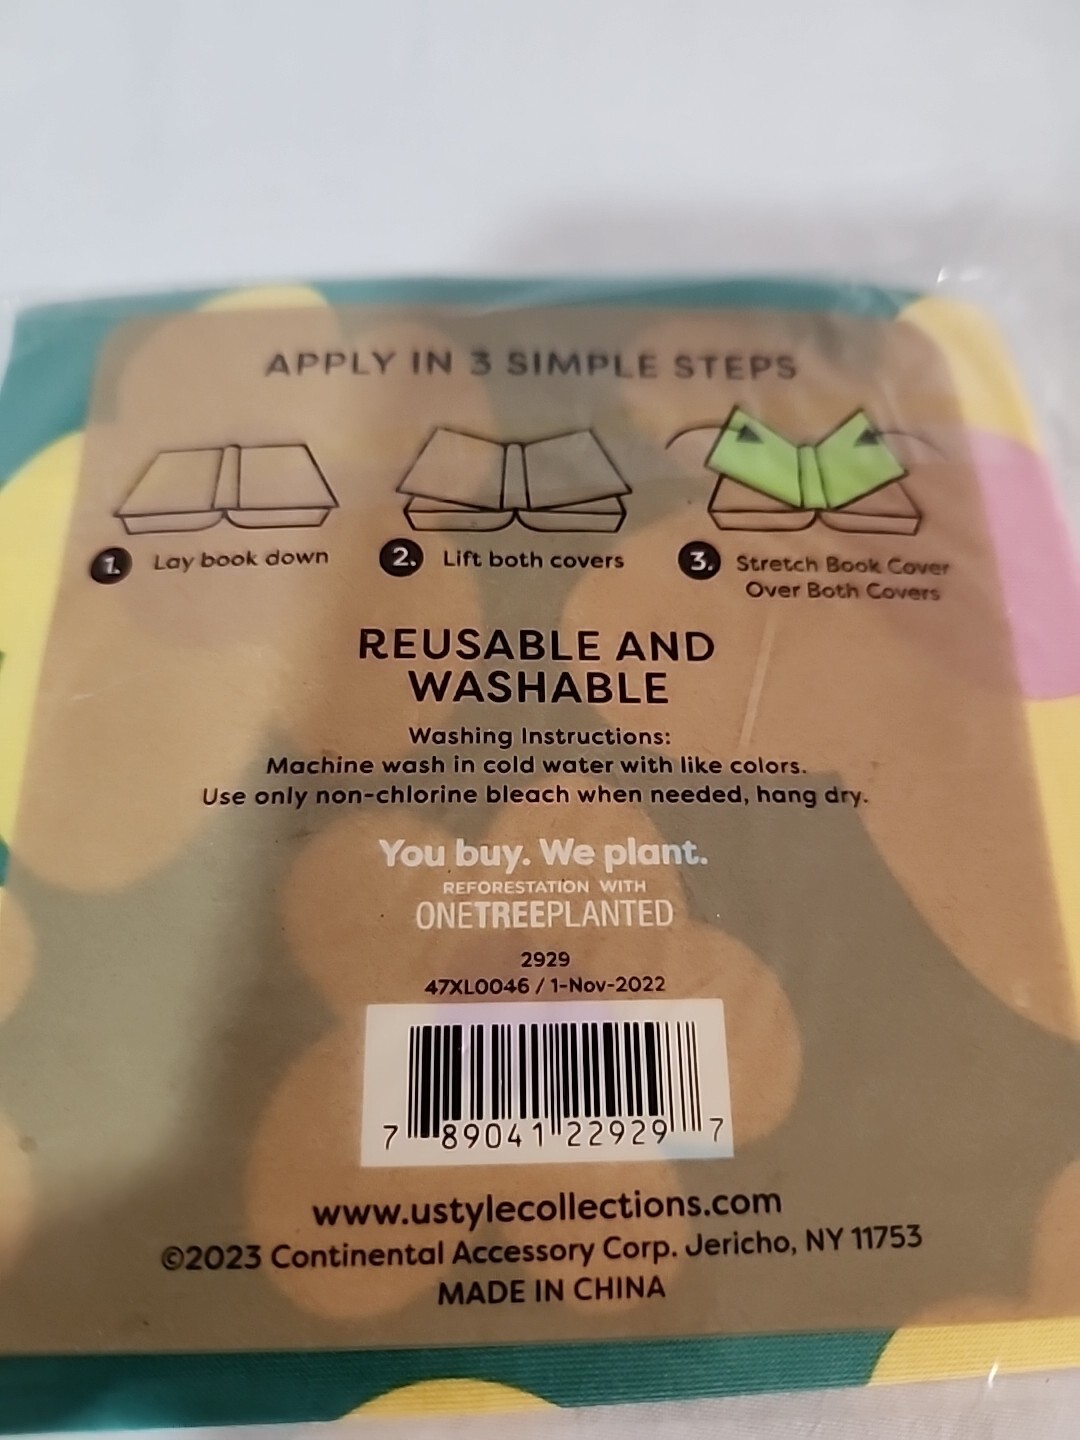 APPLY IN 3 SIMPLE STEPS
1. Lay book down
2. Lift both covers
3. Stretch Book Cover
Over Both Covers
REUSABLE AND
WASHABLE
Washing Instructions:
Machine wash in cold water with like colors.
Use only non-chlorine bleach when needed, hang dry.
You buy. We plant.
REFORESTATION WITH
ONETREEPLANTED
2929
47XL0046 / 1-Nov-2022
7 89041 22929 7
www.ustylecollections.com
©2023 Continental Accessory Corp. Jericho, NY 11753
MADE IN CHINA